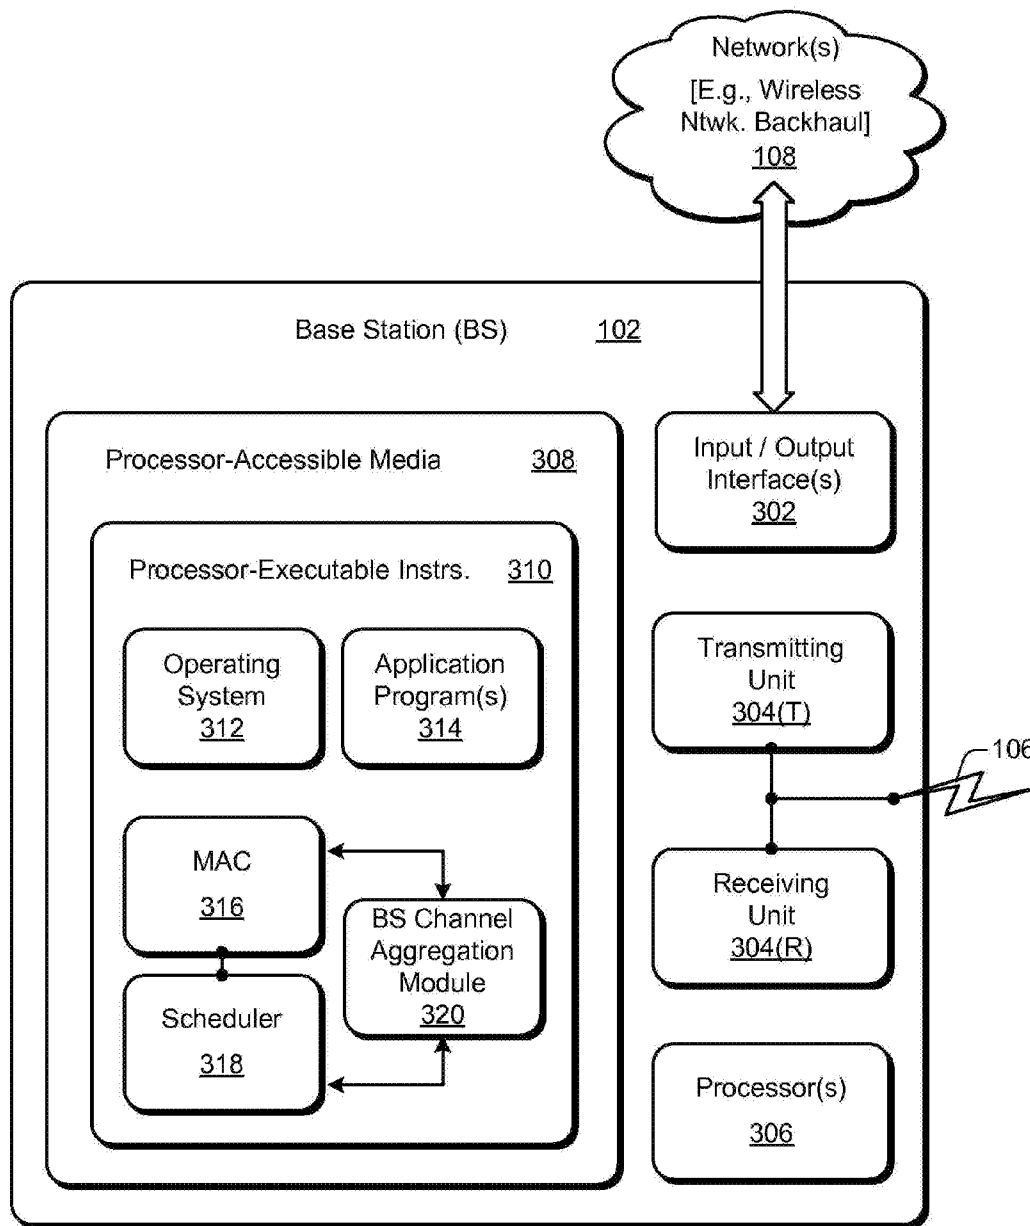 Network(s)
[E.g., Wireless
Ntwk. Backhaul]
108
Base Station (BS) 102
Processor-Accessible Media 308
Processor-Executable Instrs. 310
Operating
System
312
Application
Program(s)
314
MAC
316
Scheduler
318
BS Channel
Aggregation
Module
320
Input / Output
Interface(s)
302
Transmitting
Unit
304(T)
106
Receiving
Unit
304(R)
Processor(s)
306